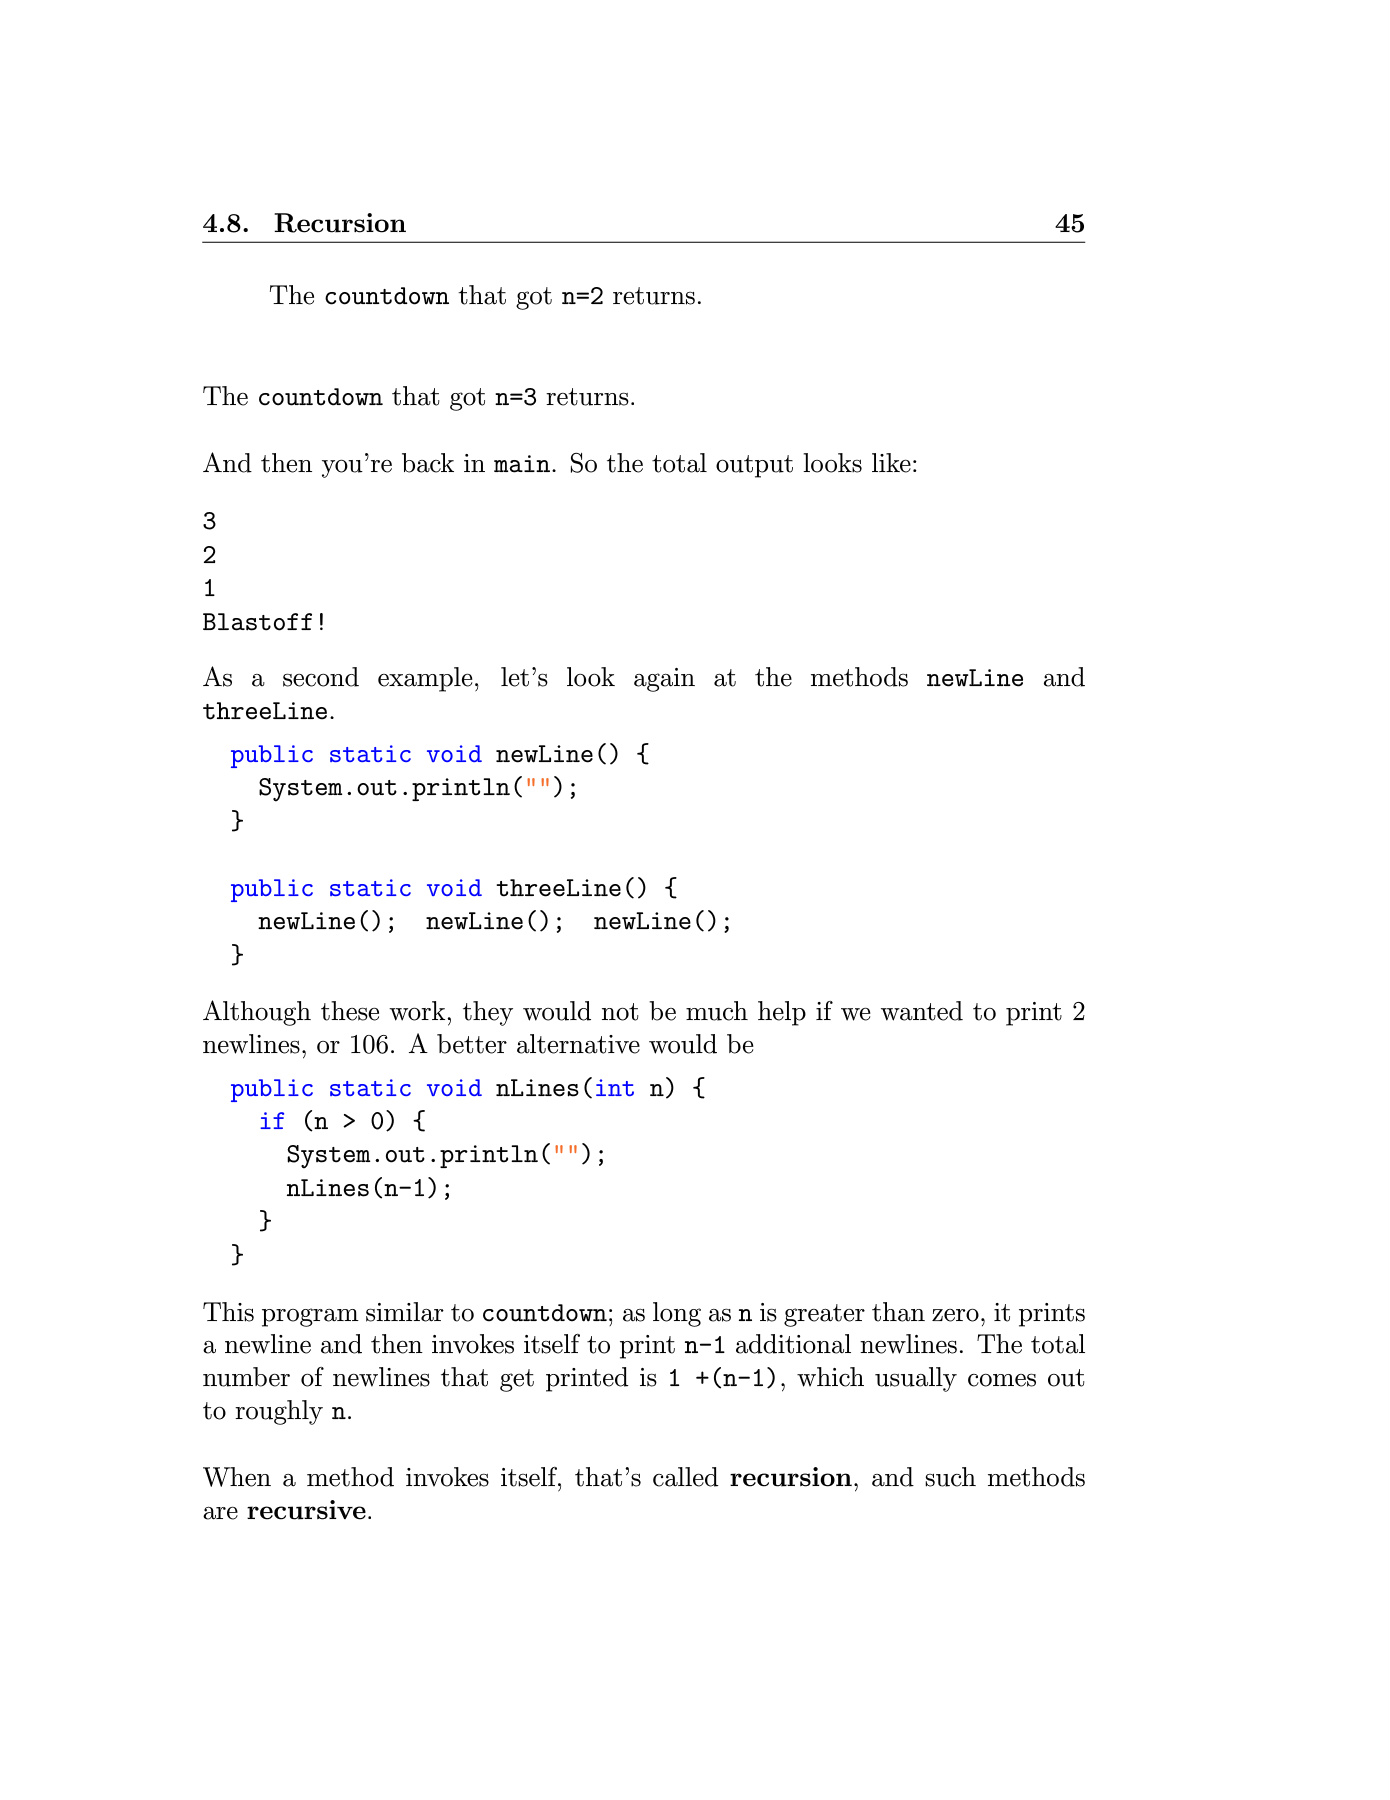 4.8. Recursion 45
The countdown that got n=2 returns.
The countdown that got n=3 returns.
And then you're back in main. So the total output looks like:
3
2
1
Blastoff!
As a second example, let's look again at the methods newLine and
threeLine.
public static void newLine() {
System.out.println("");
}
public static void threeLine() {
newLine(); newLine(); newLine();
}
Although these work, they would not be much help if we wanted to print 2
newlines, or 106. A better alternative would be
public static void nLines(int n) {
if (n > 0) {
System.out.println("");
nLines(n-1);
}
}
This program similar to countdown; as long as n is greater than zero, it prints
a newline and then invokes itself to print n-1 additional newlines. The total
number of newlines that get printed is 1 +(n-1), which usually comes out
to roughly n.
When a method invokes itself, that's called recursion, and such methods
are recursive.